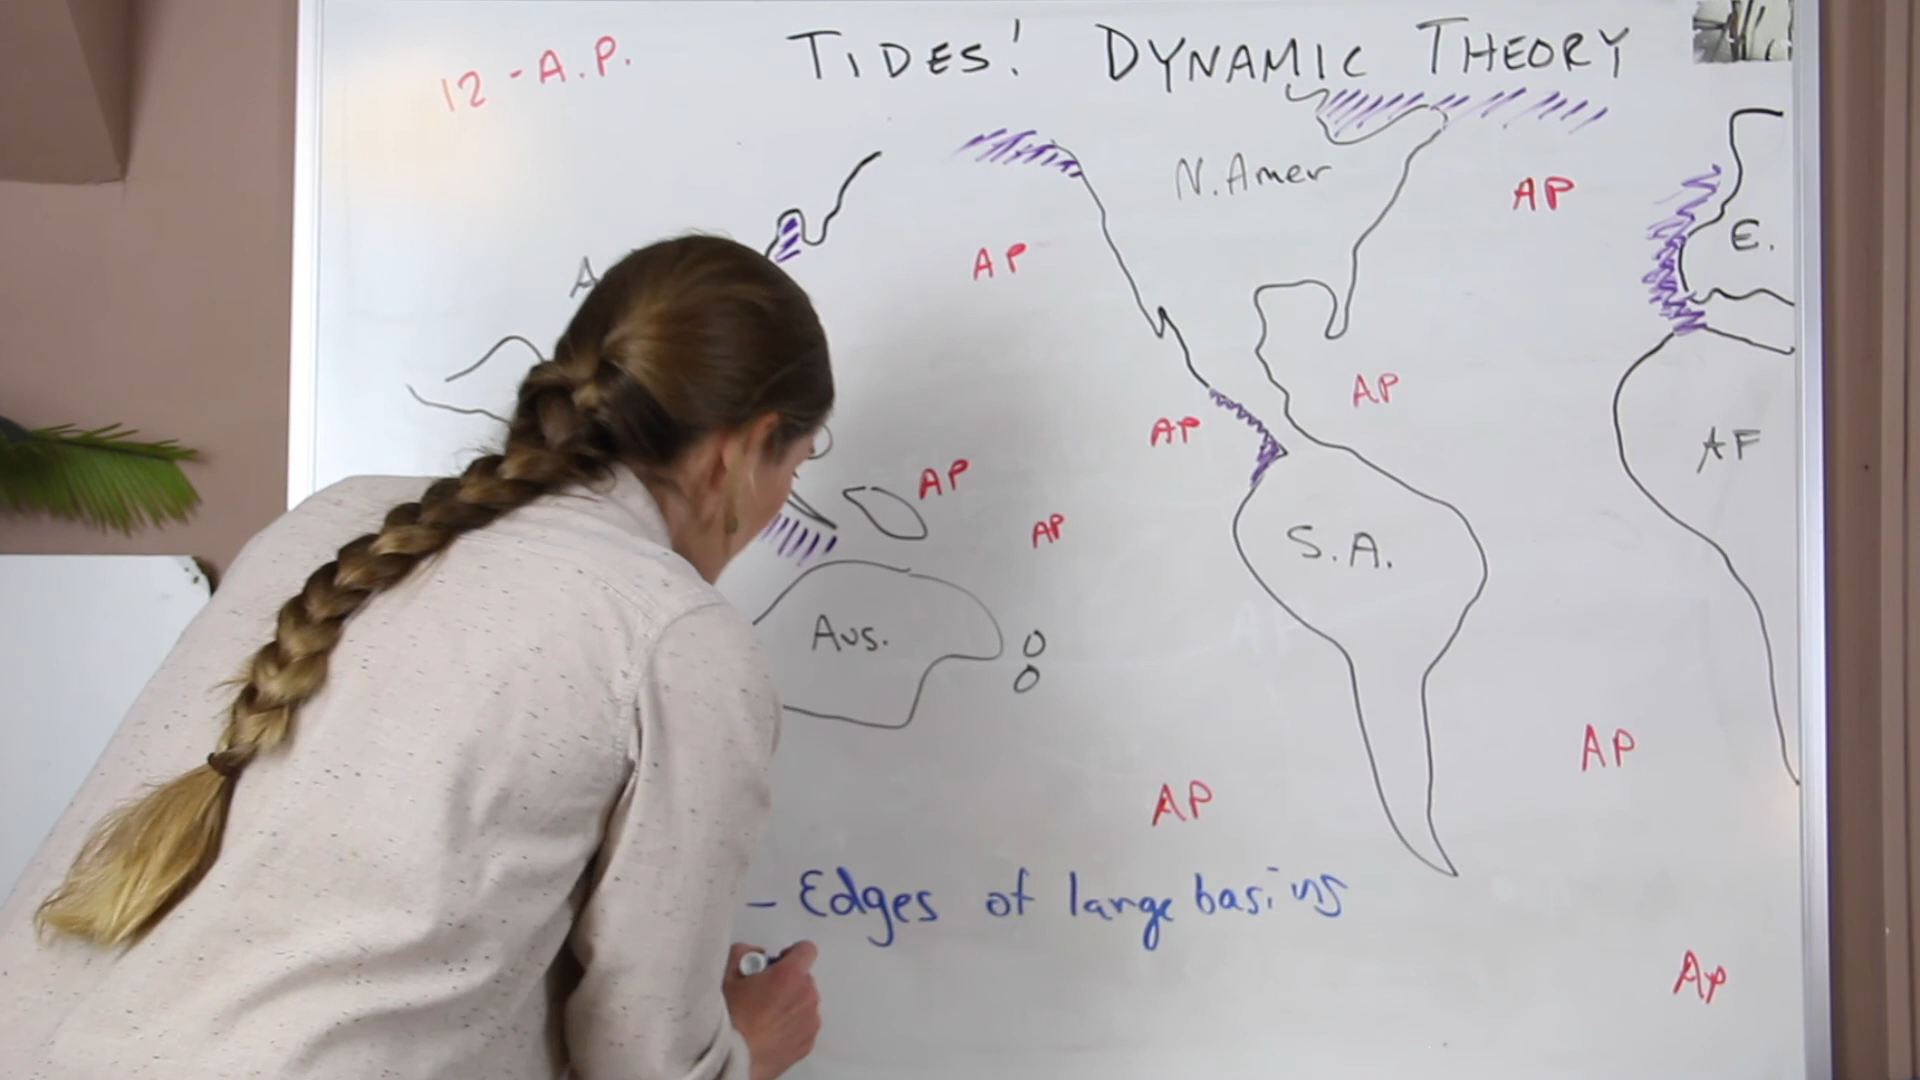 12 - A.P.
TIDES! DYNAMIC THEORY
N. Amer
AP
E.
AP
AP
AP
AF
AP
AP
S.A.
Aus.
AP
AP
AP
- Edges of large basins